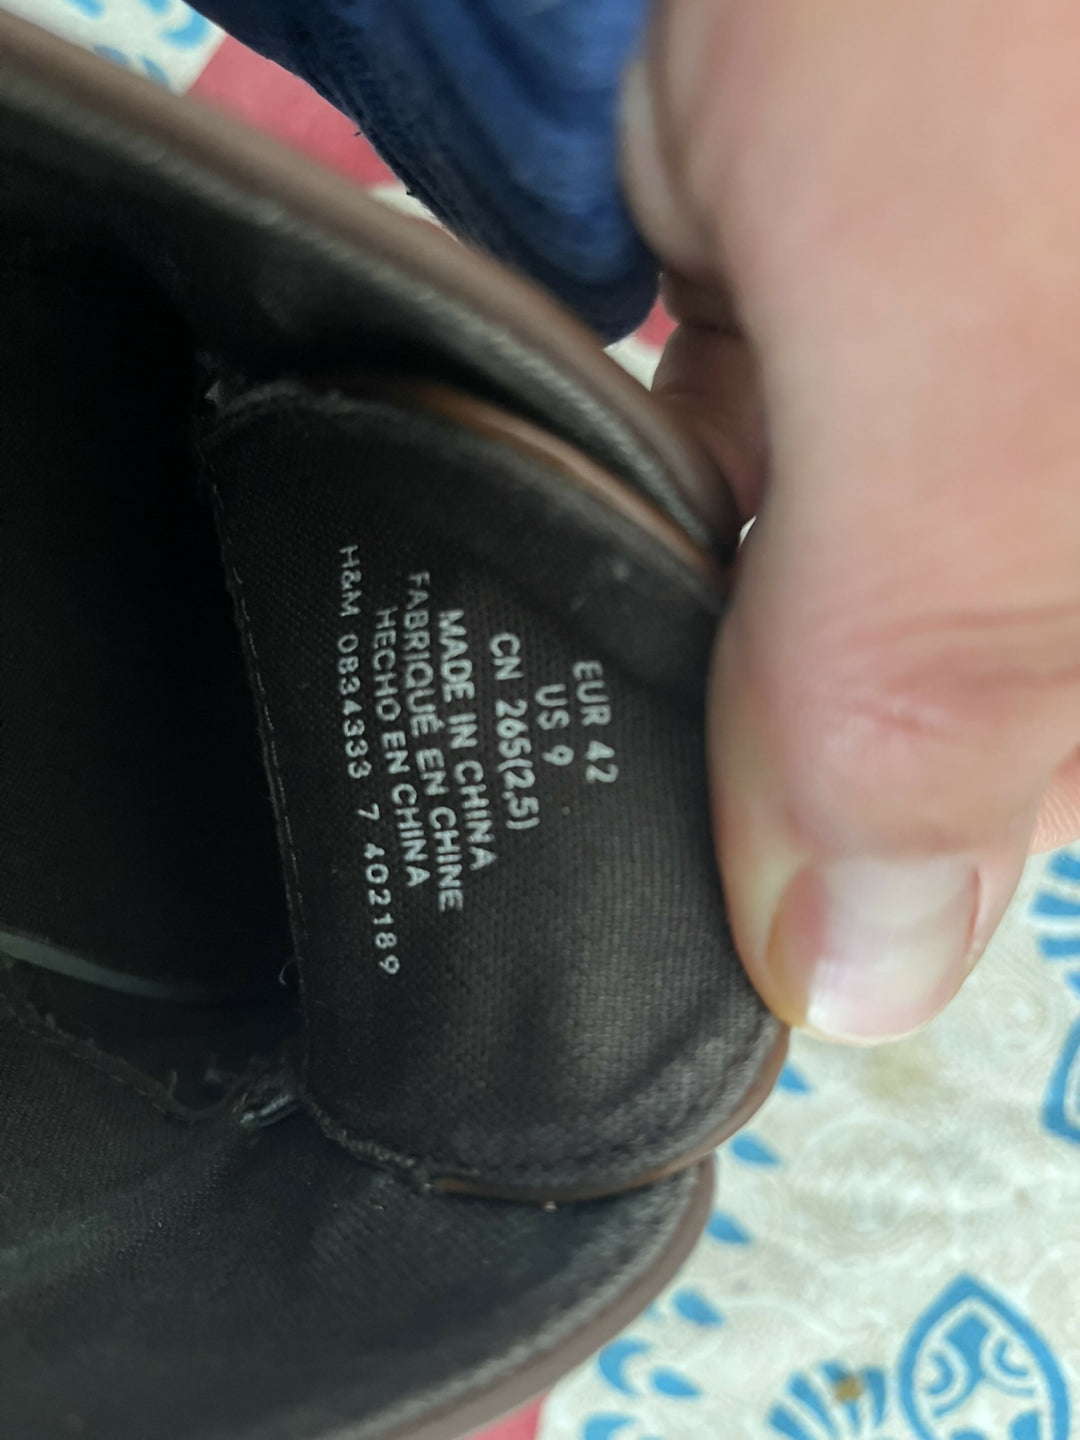 EUR 42
US 9
CN 265(2,5)
MADE IN CHINA
FABRIQUÉ EN CHINE
HECHO EN CHINA
H&M 0834333 7 402189